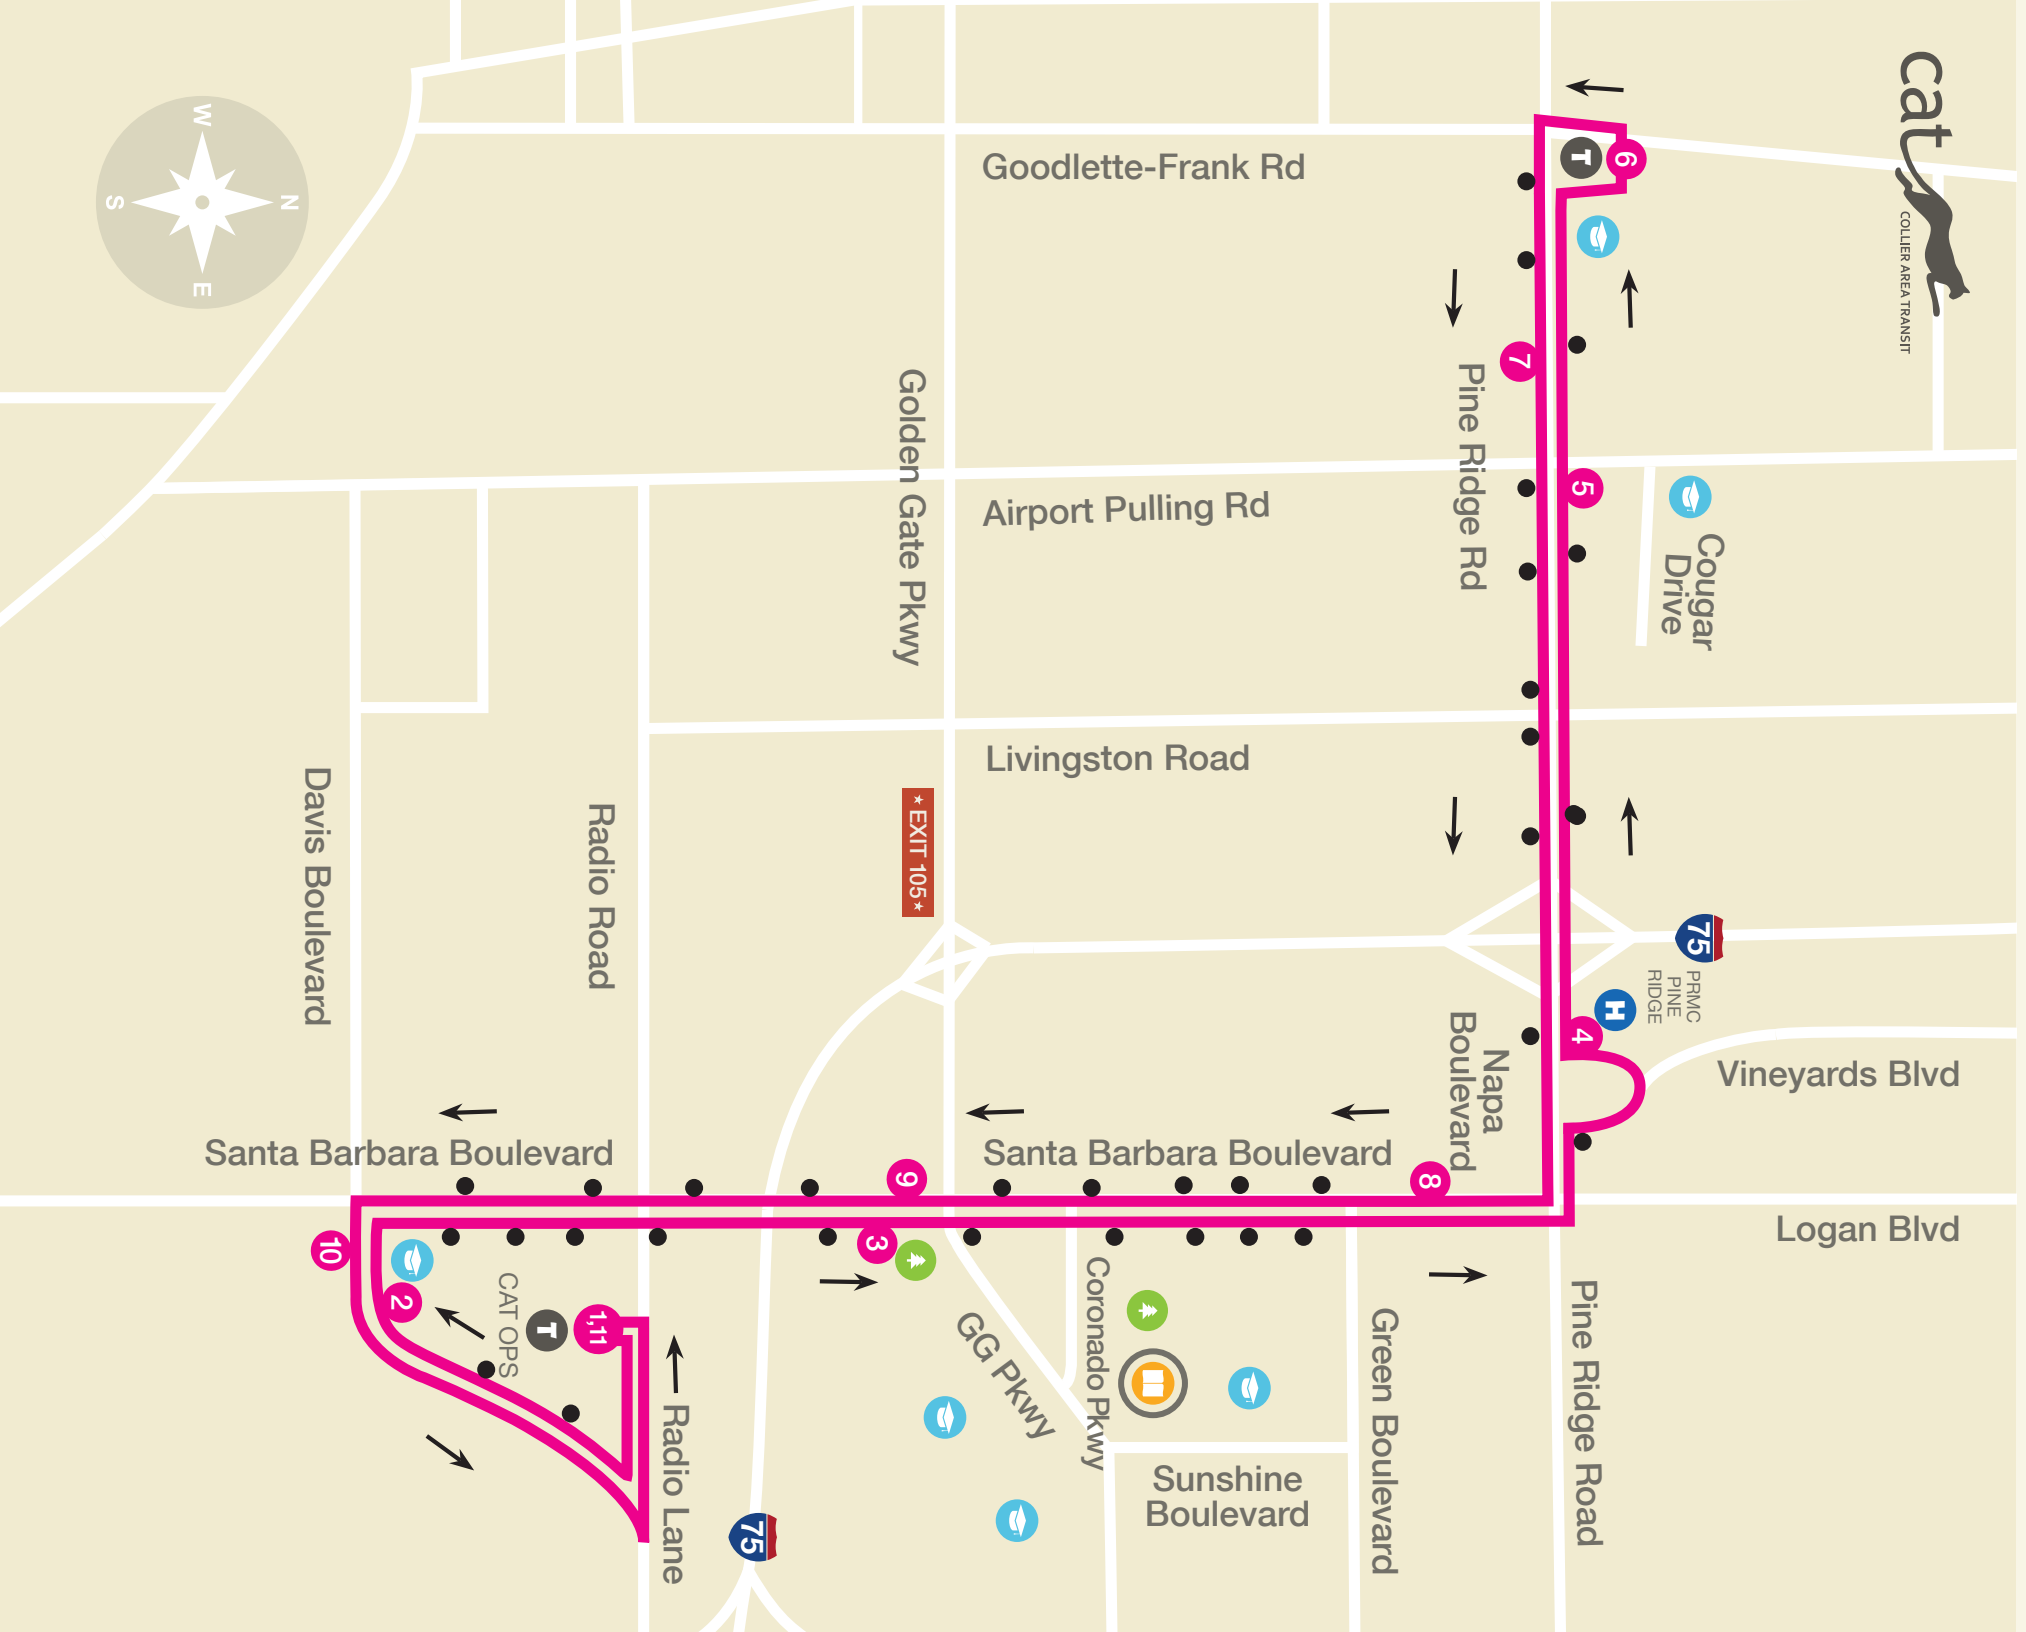 cat
COLLIER AREA TRANSIT
W
N
S
E
Goodlette-Frank Rd
T
6
7
Pine Ridge Rd
5
Cougar
Drive
Golden Gate Pkwy
Airport Pulling Rd
Livingston Road
★ EXIT 105 ★
Davis Boulevard
Radio Road
75
PRMC
PINE
RIDGE
H
4
Vineyards Blvd
Napa
Boulevard
Santa Barbara Boulevard
Santa Barbara Boulevard
9
8
Logan Blvd
10
3
2
CAT OPS
T
1,11
Radio Lane
GG Pkwy
Coronado Pkwy
Green Boulevard
Pine Ridge Road
Sunshine
Boulevard
75